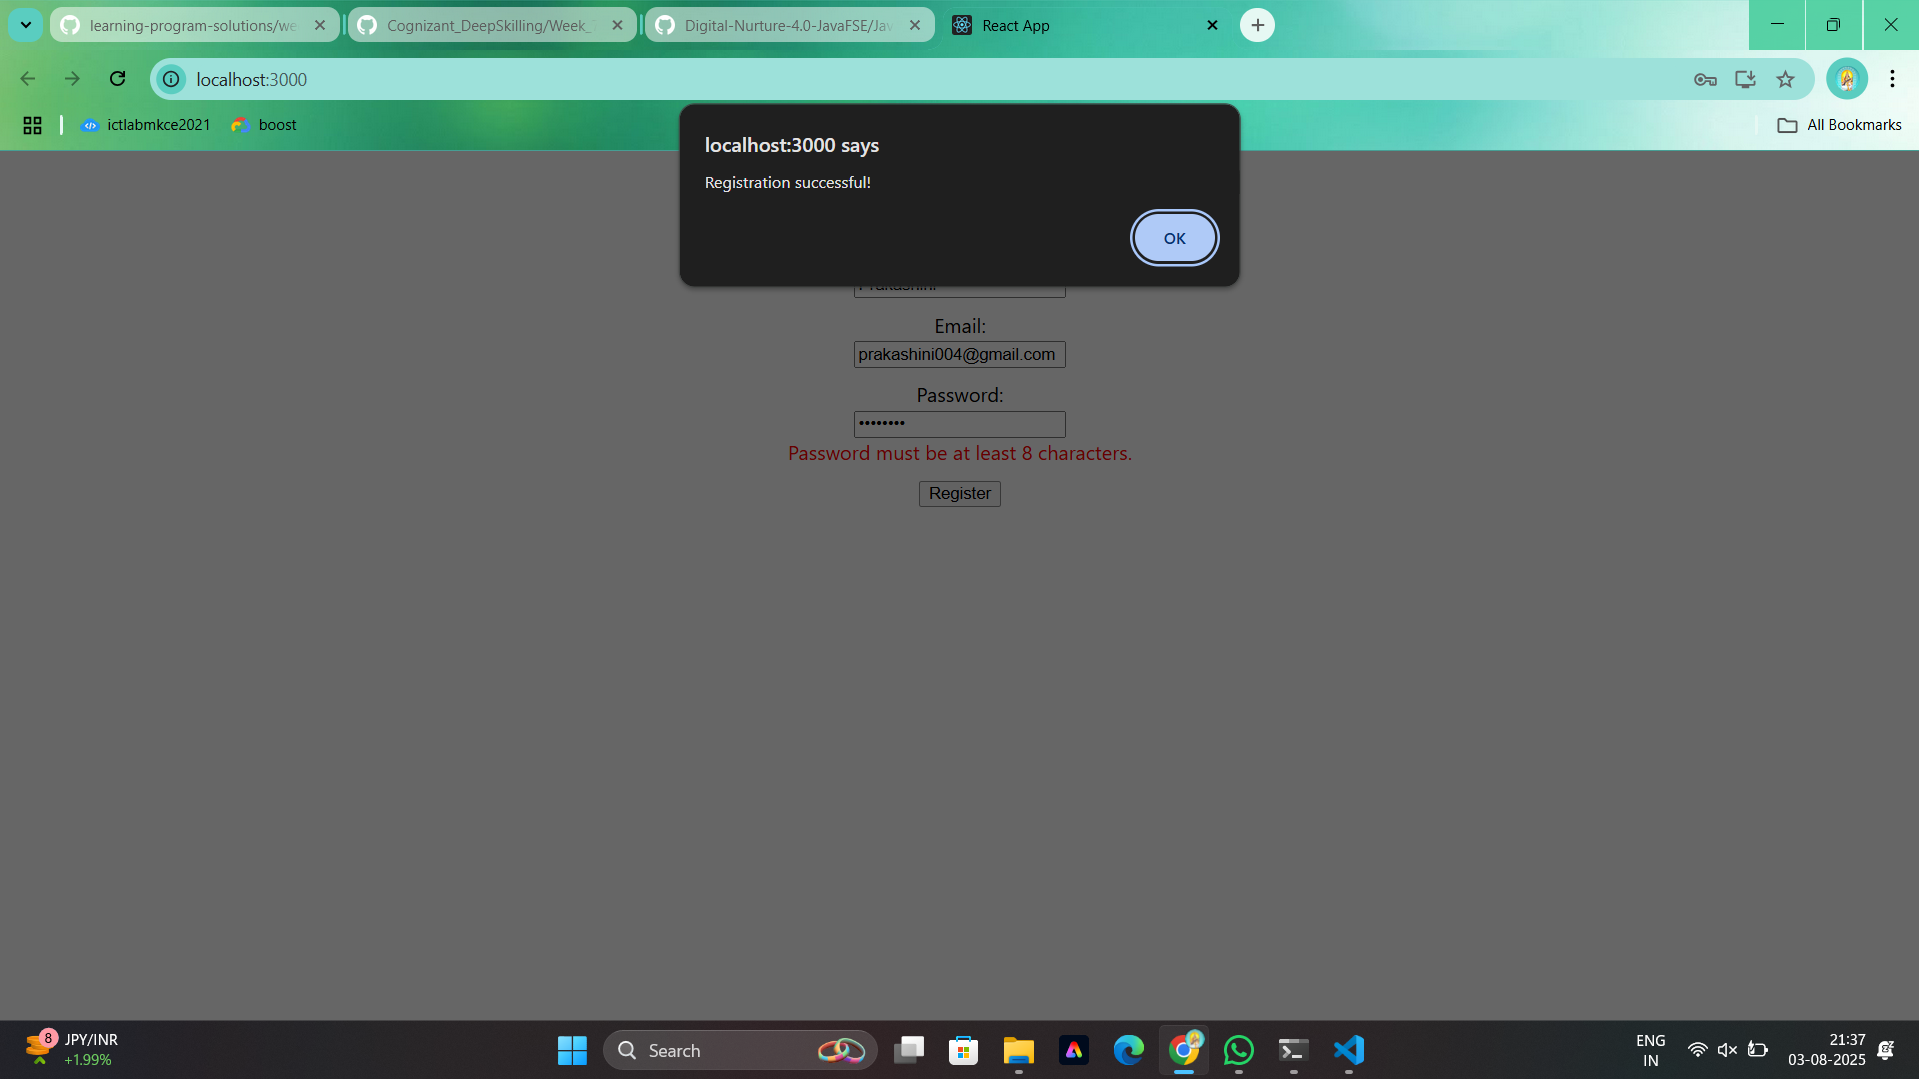 learning-program-solutions/we
Cognizant_DeepSkilling/Week_
Digital-Nurture-4.0-JavaFSE/Jav
React App
localhost:3000
ictlabmkce2021
boost
All Bookmarks
localhost:3000 says
Registration successful!
OK
Prakashini
Email:
prakashini004@gmail.com
Password:
Password must be at least 8 characters.
Register
8
JPY/INR
+1.99%
Search
ENG
IN
21:37
03-08-2025